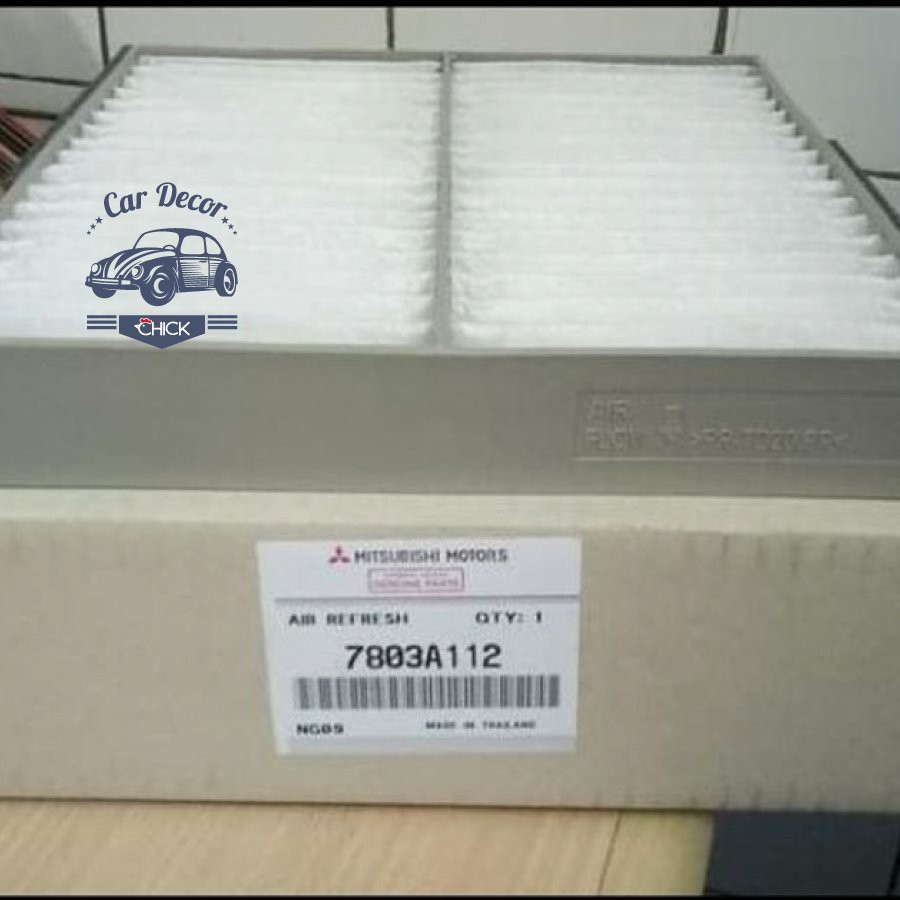 Car Decor
CHICK
AIR
FLOW
MITSUBISHI MOTORS
GENUINE PARTS
AIR REFRESH QTY: 1
7803A112
NG09 MADE IN THAILAND